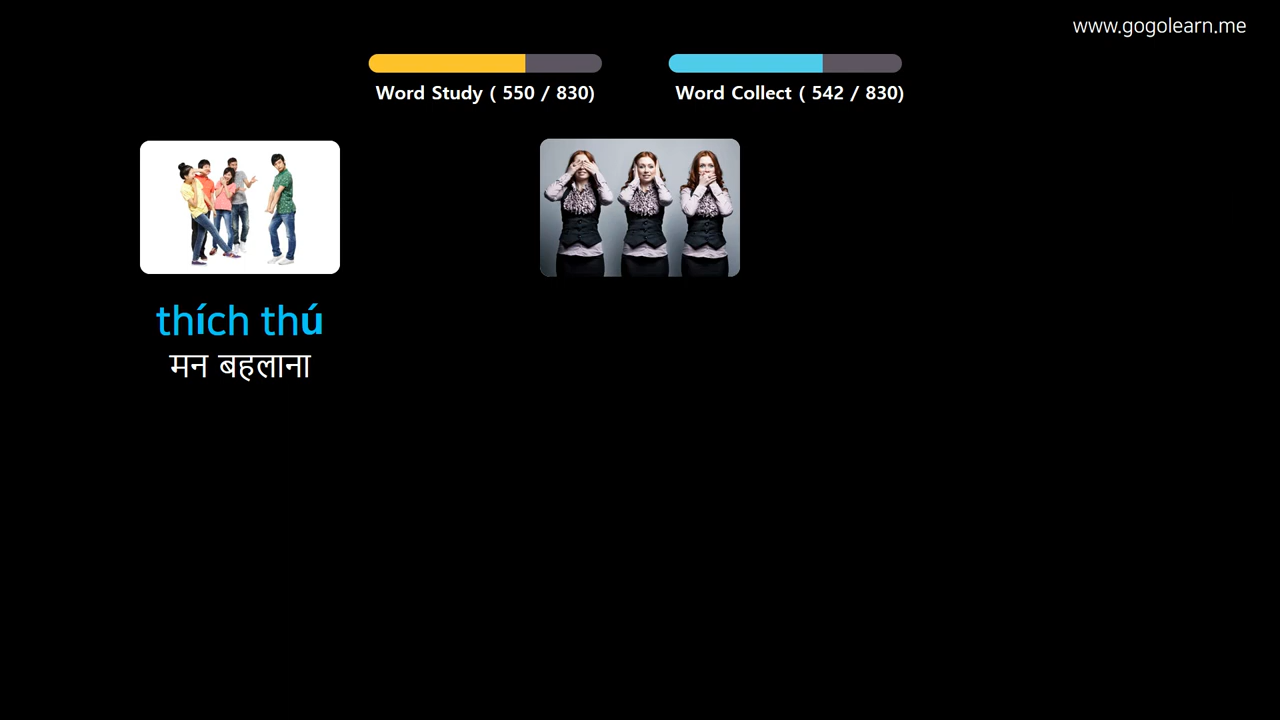 www.gogolearn.me
Word Study ( 550 / 830)
Word Collect ( 542 / 830)
thích thú
मन बहलाना